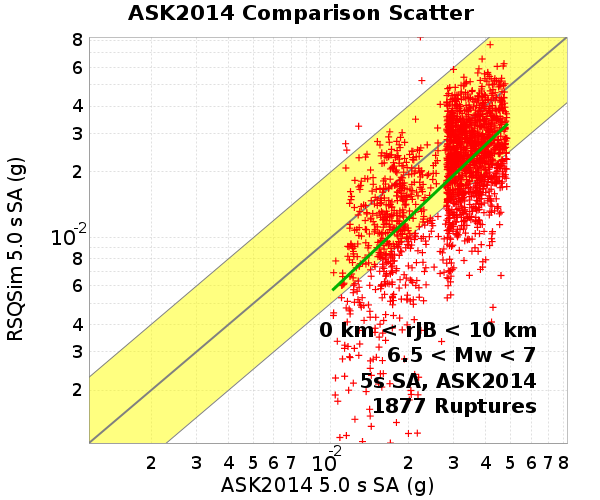 ASK2014 Comparison Scatter
8
6
4
3
2
10-2
8
6
4
3
2
RSQSim 5.0 s SA (g)
0 km < rJB < 10 km
6.5 < Mw < 7
5s SA, ASK2014
1877 Ruptures
2 3 4 5 6 7 10-2 2 3 4 5 6 7 8
ASK2014 5.0 s SA (g)